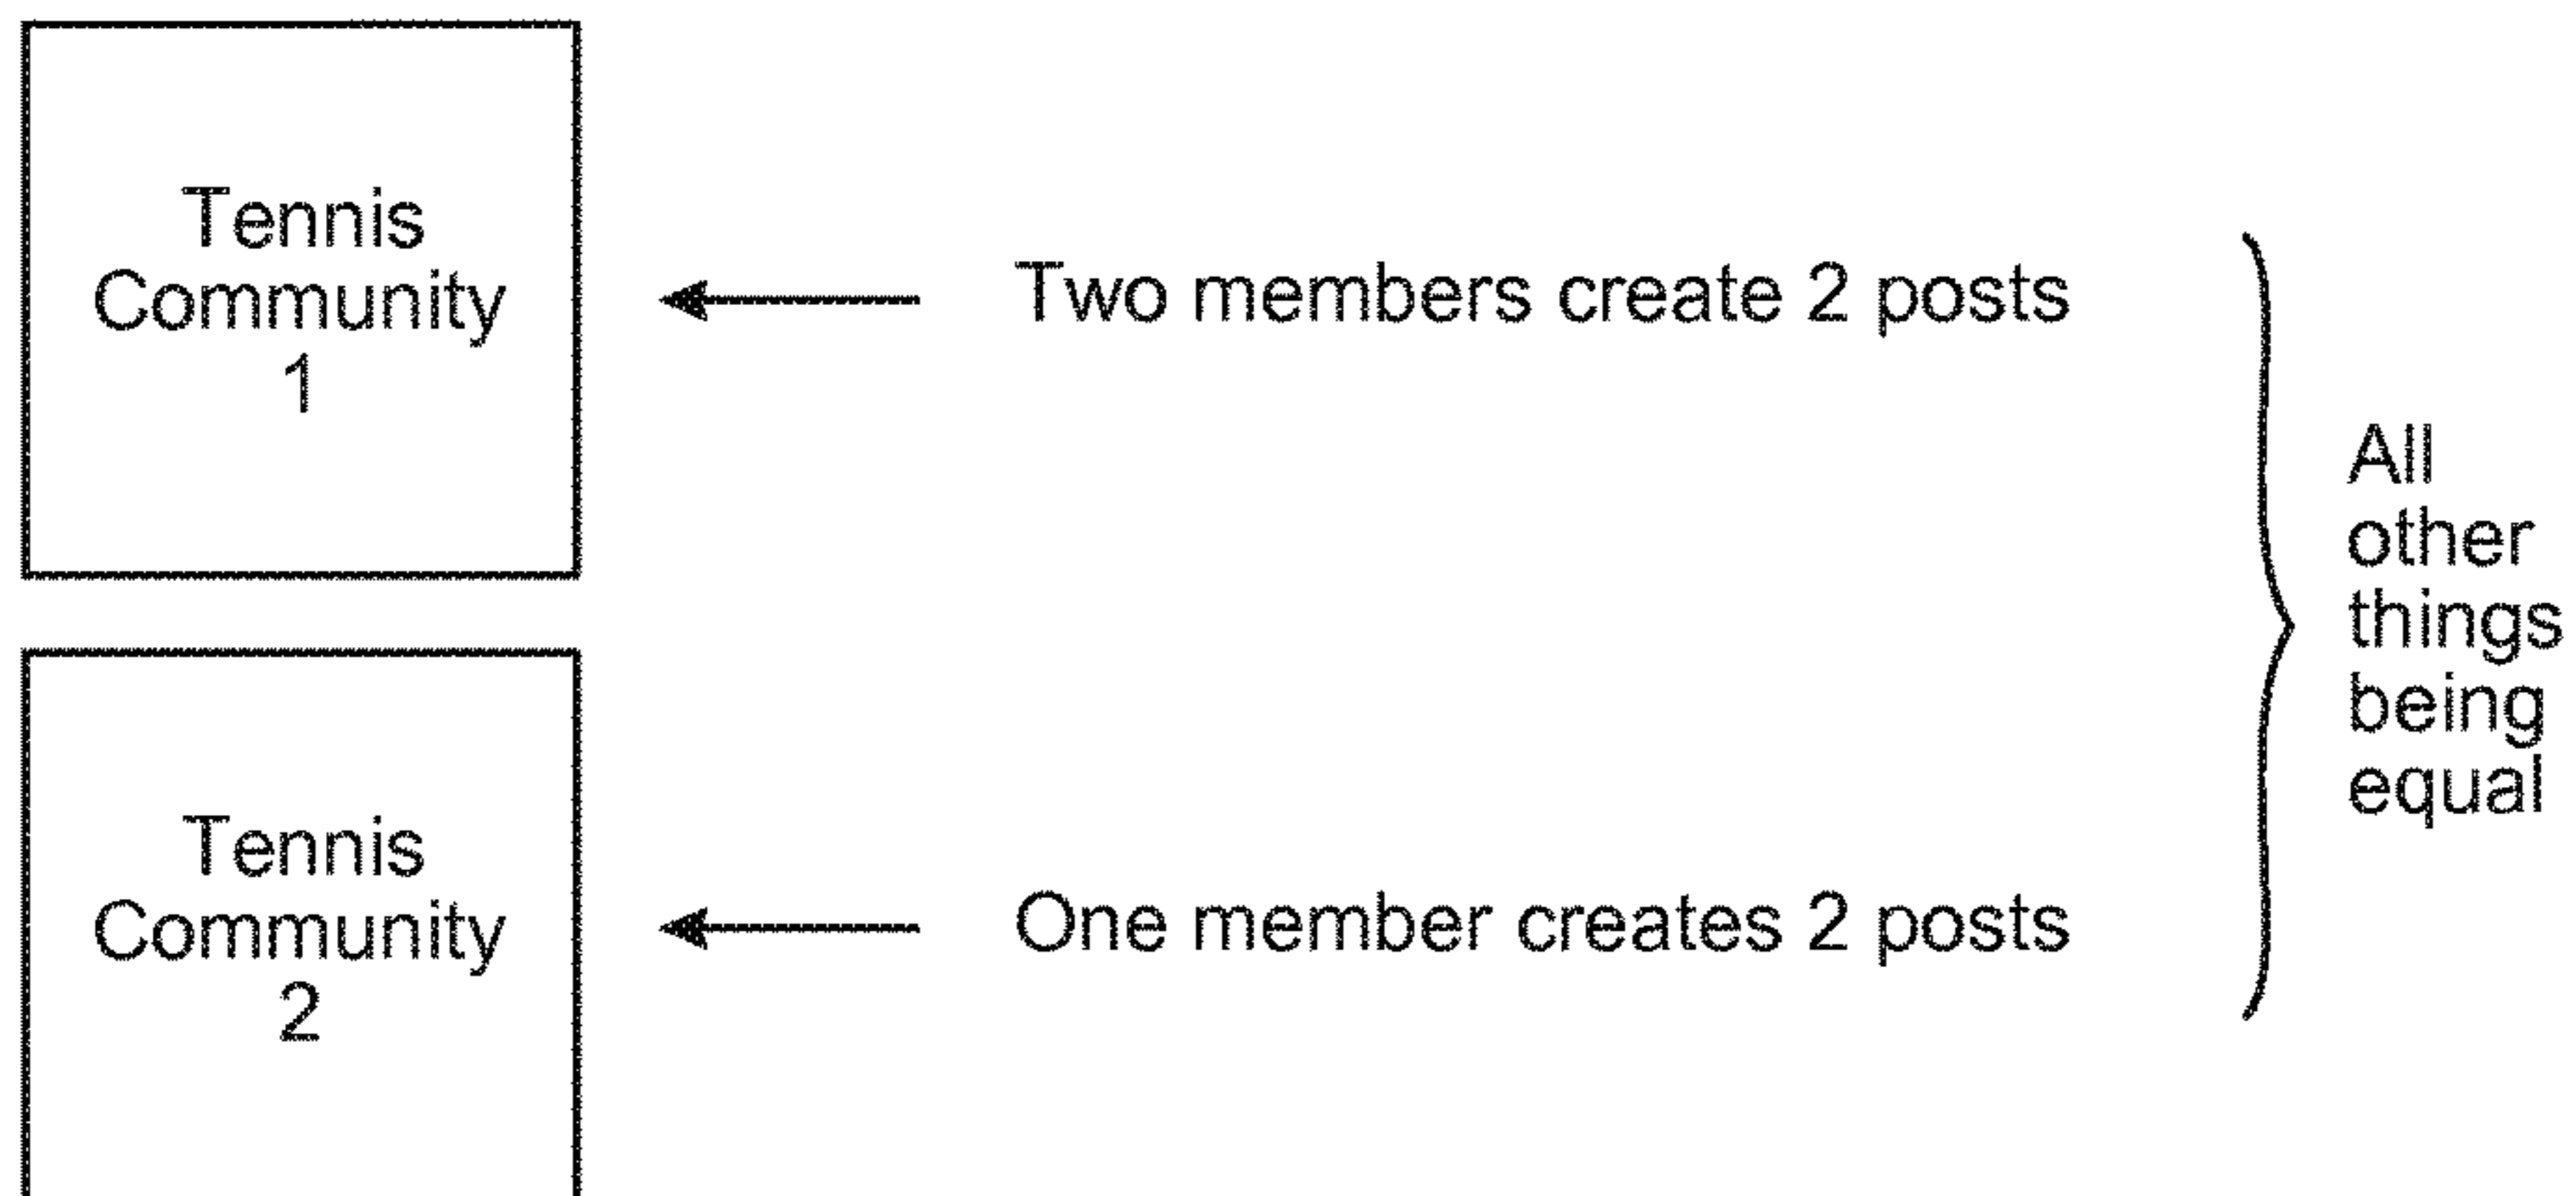 Tennis
Community
1
Two members create 2 posts
All
other
things
being
equal
Tennis
Community
2
One member creates 2 posts